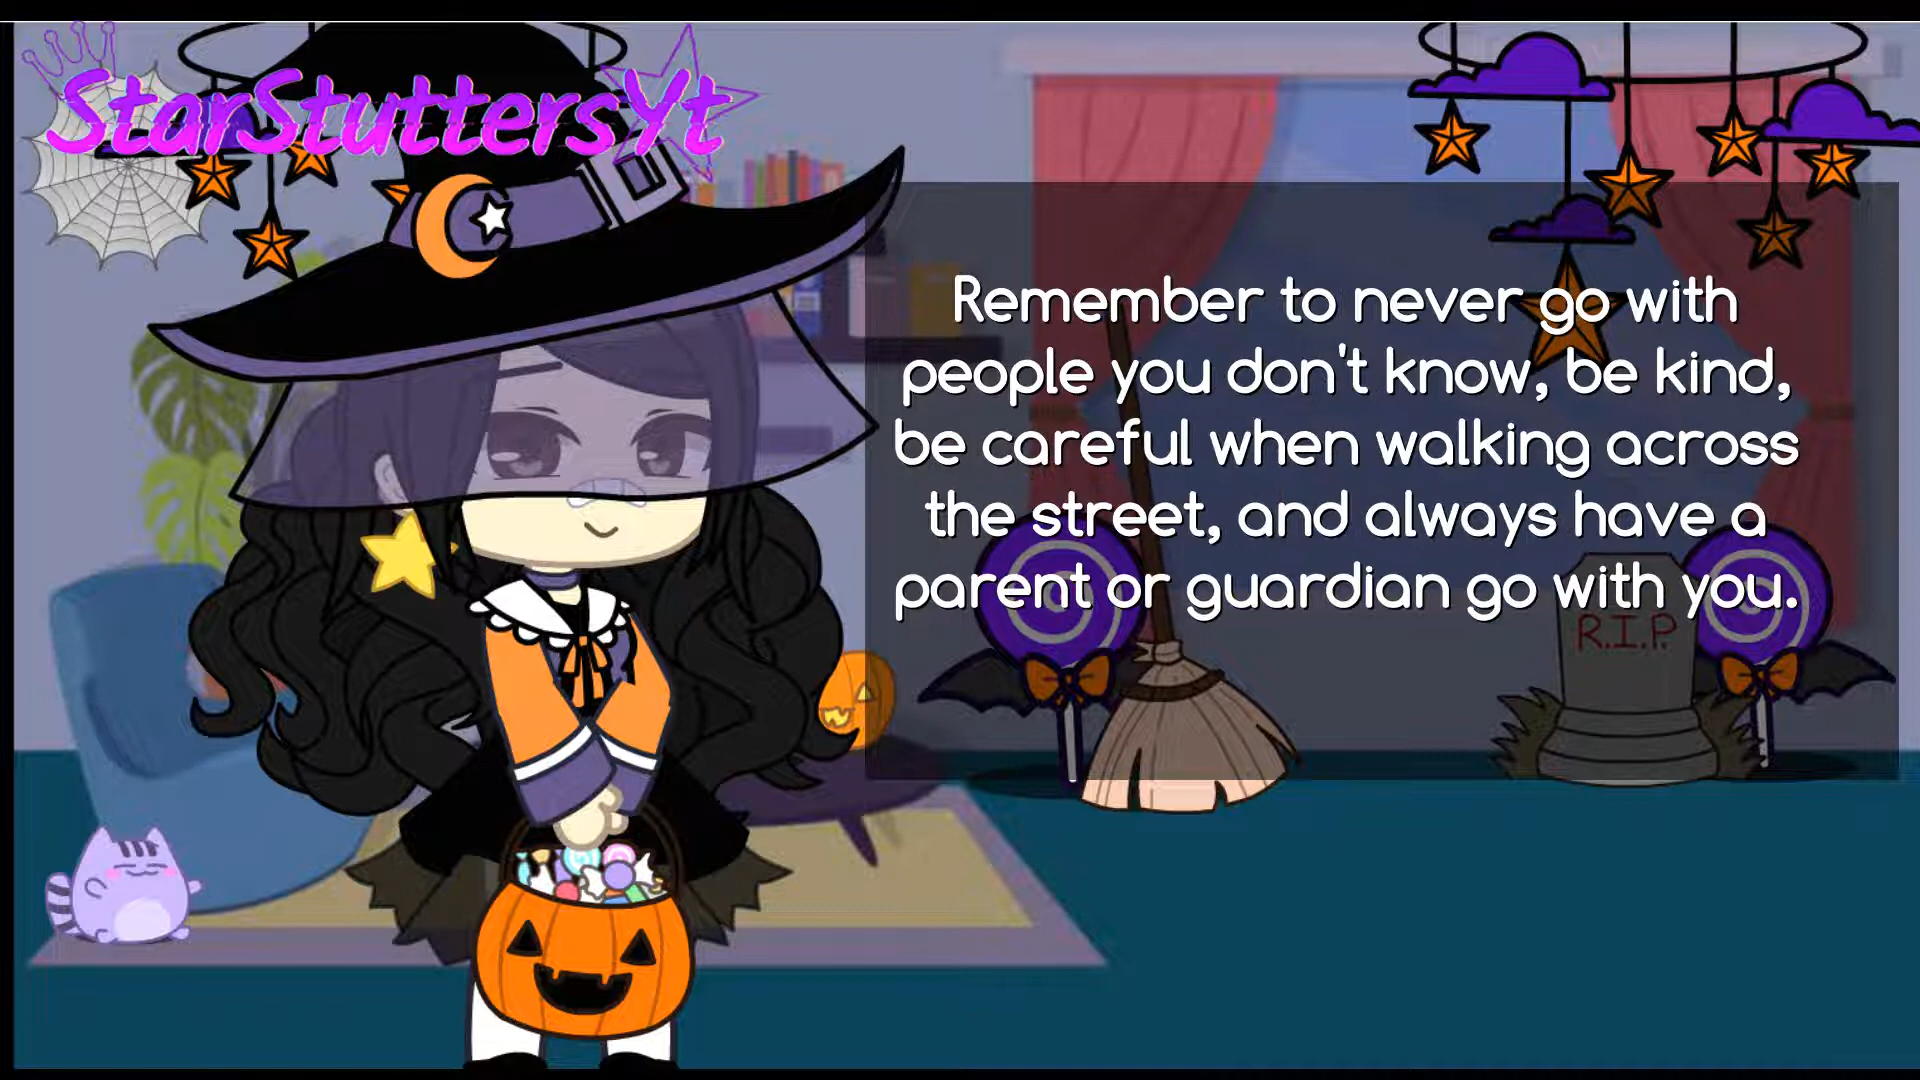 StarStuttersYt
Remember to never go with
people you don't know, be kind,
be careful when walking across
the street, and always have a
parent or guardian go with you.
R.I.P